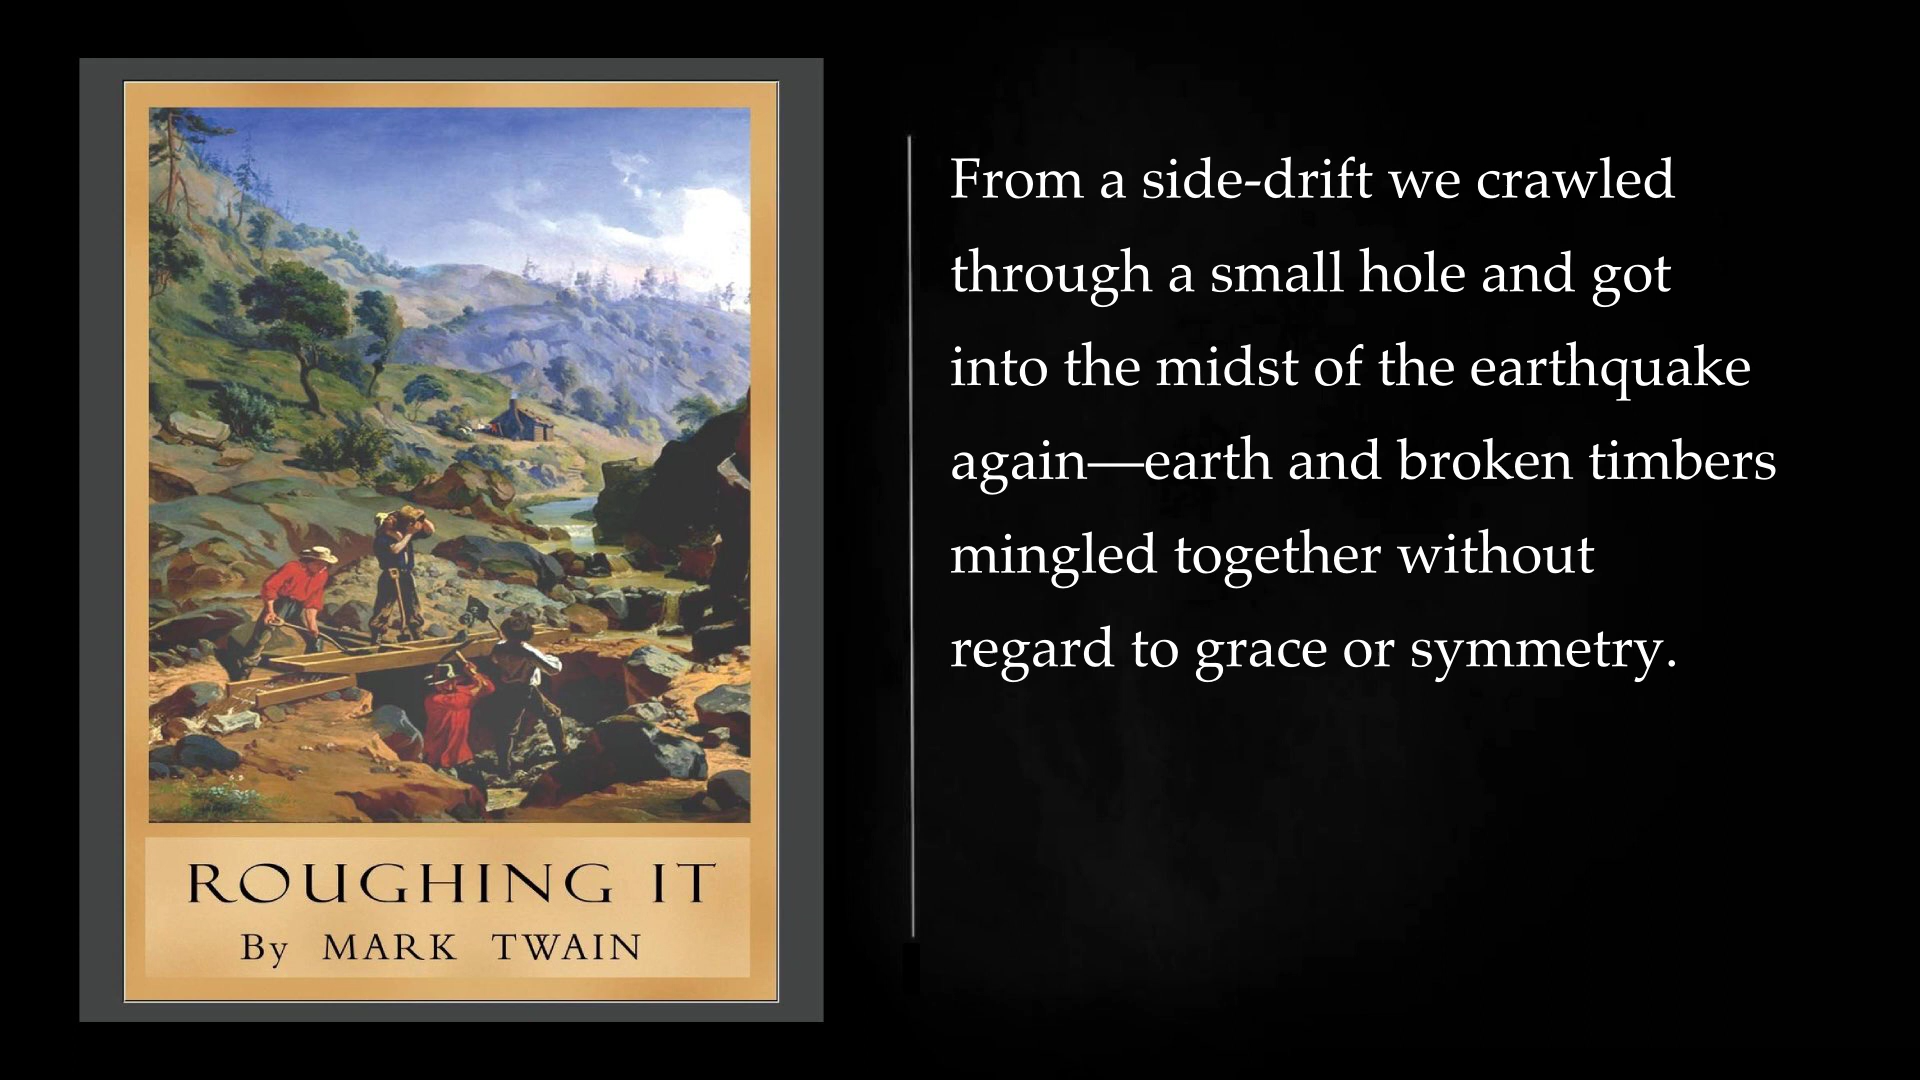 ROUGHING IT
By MARK TWAIN
From a side-drift we crawled
through a small hole and got
into the midst of the earthquake
again—earth and broken timbers
mingled together without
regard to grace or symmetry.